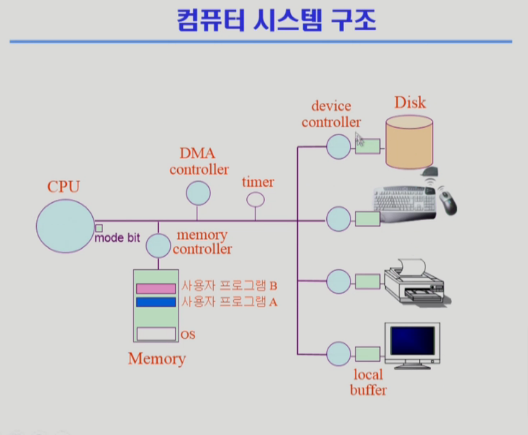 컴퓨터 시스템 구조
device
controller
Disk
DMA
controller
timer
CPU
mode bit
memory
controller
사용자 프로그램 B
사용자 프로그램 A
OS
Memory
local
buffer